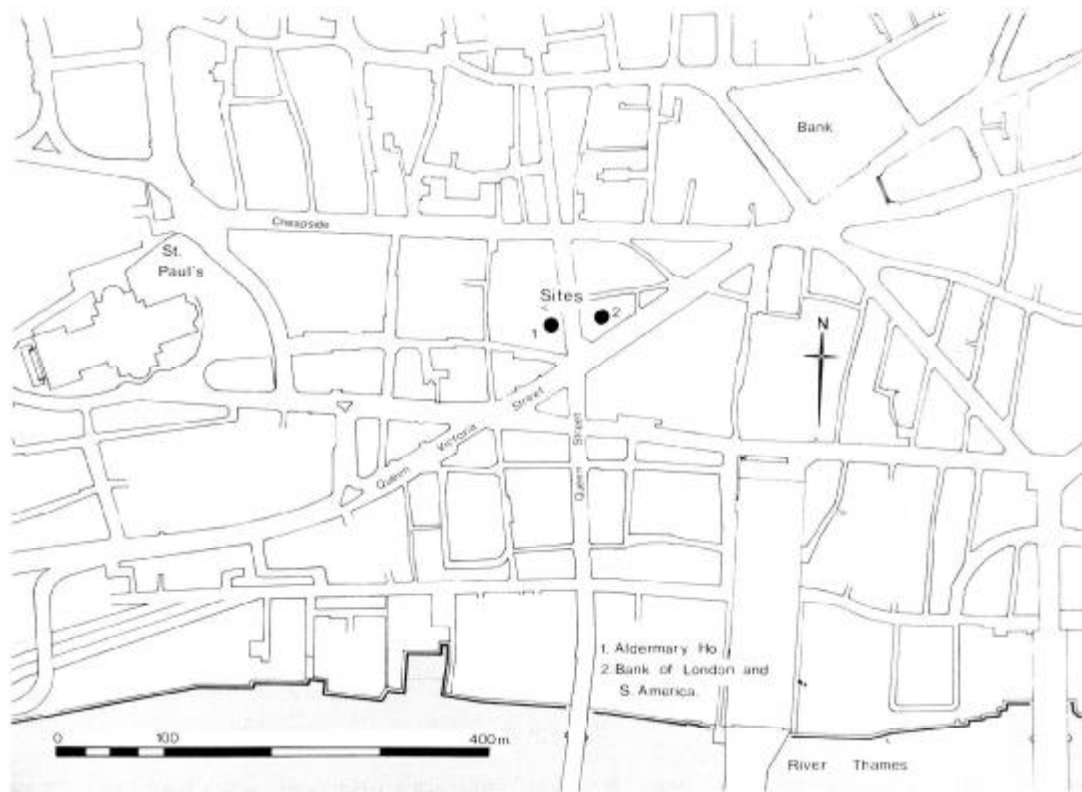 Bank
Cheapside
St.
Paul's
Sites
1
2
N
Queen Victoria Street
Queen Street
1. Aldermary Ho
2. Bank of London and
S. America.
0 100 400m.
River Thames